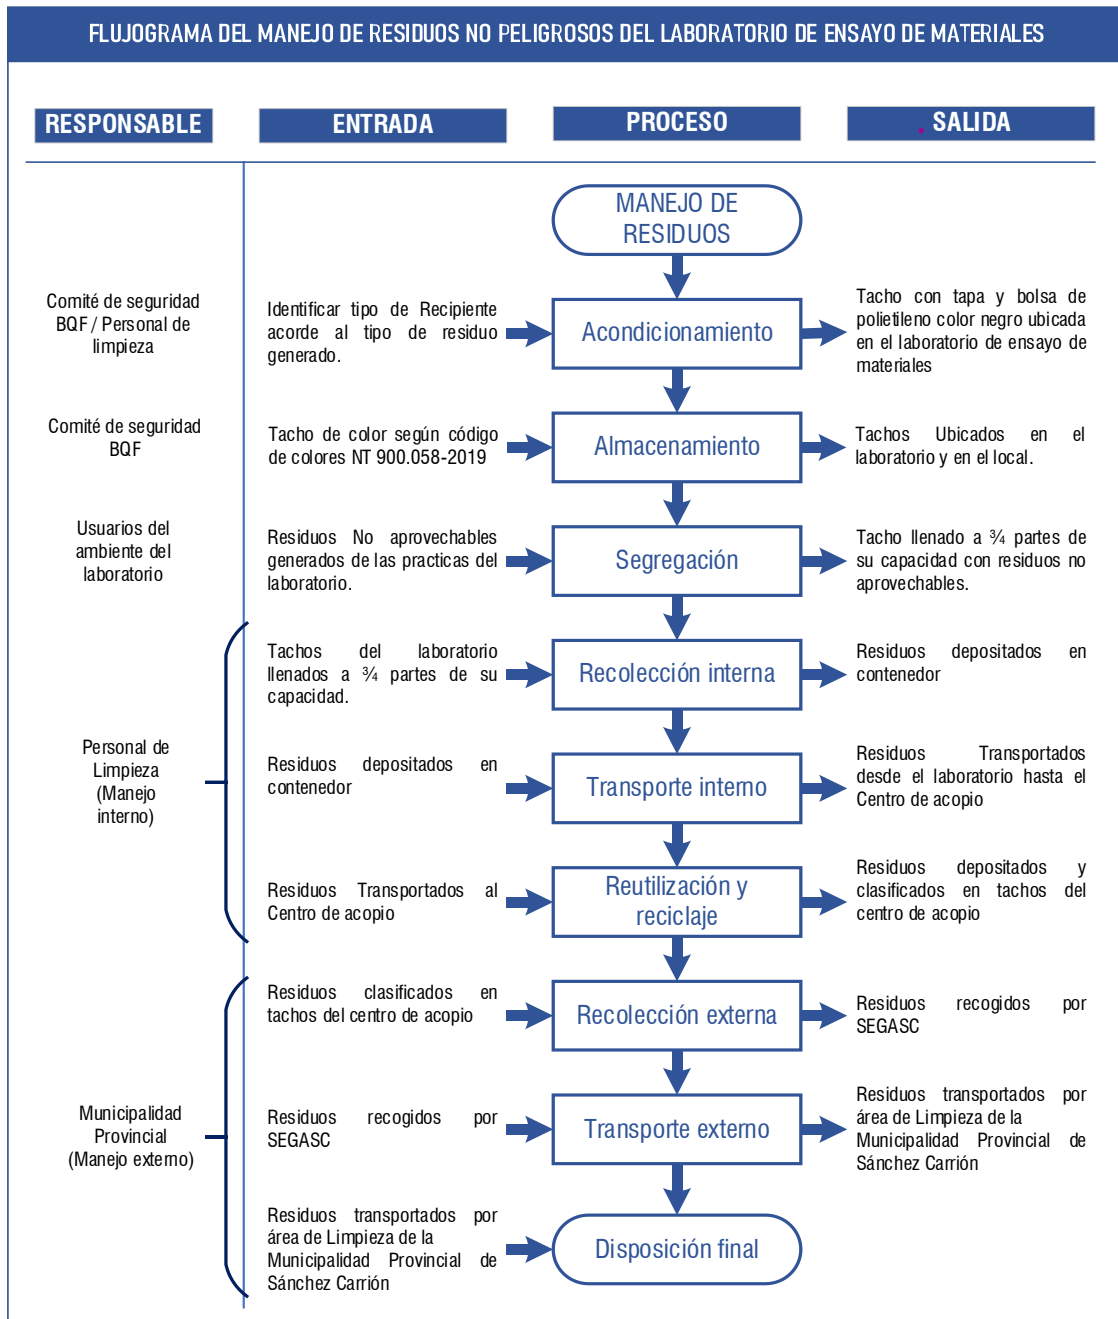 FLUJOGRAMA DEL MANEJO DE RESIDUOS NO PELIGROSOS DEL LABORATORIO DE ENSAYO DE MATERIALES
RESPONSABLE
ENTRADA
PROCESO
SALIDA
MANEJO DE
RESIDUOS
Comité de seguridad
BQF / Personal de
limpieza
Identificar tipo de Recipiente
acorde al tipo de residuo
generado.
Acondicionamiento
Tacho con tapa y bolsa de
polietileno color negro ubicada
en el laboratorio de ensayo de
materiales
Comité de seguridad
BQF
Tacho de color según código
de colores NT 900.058-2019
Almacenamiento
Tachos Ubicados en el
laboratorio y en el local.
Usuarios del
ambiente del
laboratorio
Residuos No aprovechables
generados de las practicas del
laboratorio.
Segregación
Tacho llenado a ¾ partes de
su capacidad con residuos no
aprovechables.
Personal de
Limpieza
(Manejo
interno)
Tachos del laboratorio
llenados a ¾ partes de su
capacidad.
Recolección interna
Residuos depositados en
contenedor
Residuos depositados en
contenedor
Transporte interno
Residuos Transportados
desde el laboratorio hasta el
Centro de acopio
Residuos Transportados al
Centro de acopio
Reutilización y
reciclaje
Residuos depositados y
clasificados en tachos del
centro de acopio
Municipalidad
Provincial
(Manejo externo)
Residuos clasificados en
tachos del centro de acopio
Recolección externa
Residuos recogidos por
SEGASC
Residuos recogidos por
SEGASC
Transporte externo
Residuos transportados por
área de Limpieza de la
Municipalidad Provincial de
Sánchez Carrión
Residuos transportados por
área de Limpieza de la
Municipalidad Provincial de
Sánchez Carrión
Disposición final